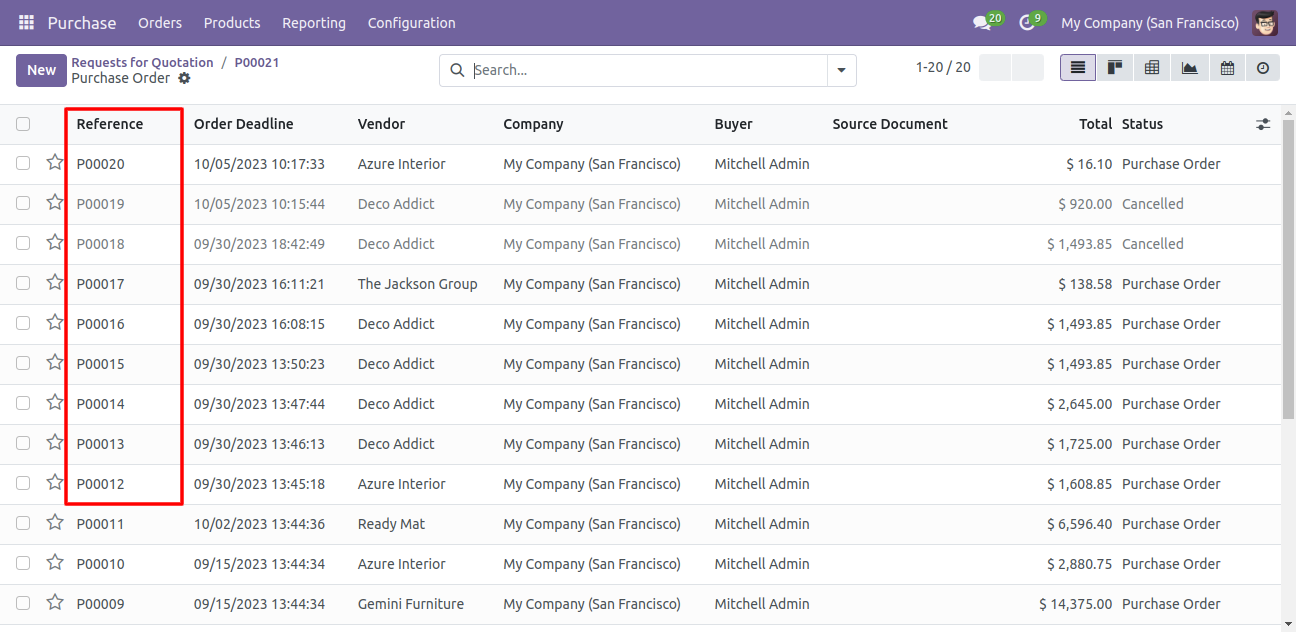 Purchase Orders Products Reporting Configuration 20 9 My Company (San Francisco)
New Requests for Quotation / P00021
Purchase Order Search... 1-20 / 20
Reference Order Deadline Vendor Company Buyer Source Document Total Status
P00020 10/05/2023 10:17:33 Azure Interior My Company (San Francisco) Mitchell Admin $ 16.10 Purchase Order
P00019 10/05/2023 10:15:44 Deco Addict My Company (San Francisco) Mitchell Admin $ 920.00 Cancelled
P00018 09/30/2023 18:42:49 Deco Addict My Company (San Francisco) Mitchell Admin $ 1,493.85 Cancelled
P00017 09/30/2023 16:11:21 The Jackson Group My Company (San Francisco) Mitchell Admin $ 138.58 Purchase Order
P00016 09/30/2023 16:08:15 Deco Addict My Company (San Francisco) Mitchell Admin $ 1,493.85 Purchase Order
P00015 09/30/2023 13:50:23 Deco Addict My Company (San Francisco) Mitchell Admin $ 1,493.85 Purchase Order
P00014 09/30/2023 13:47:44 Deco Addict My Company (San Francisco) Mitchell Admin $ 2,645.00 Purchase Order
P00013 09/30/2023 13:46:13 Deco Addict My Company (San Francisco) Mitchell Admin $ 1,725.00 Purchase Order
P00012 09/30/2023 13:45:18 Azure Interior My Company (San Francisco) Mitchell Admin $ 1,608.85 Purchase Order
P00011 10/02/2023 13:44:36 Ready Mat My Company (San Francisco) Mitchell Admin $ 6,596.40 Purchase Order
P00010 09/15/2023 13:44:34 Azure Interior My Company (San Francisco) Mitchell Admin $ 2,880.75 Purchase Order
P00009 09/15/2023 13:44:34 Gemini Furniture My Company (San Francisco) Mitchell Admin $ 14,375.00 Purchase Order